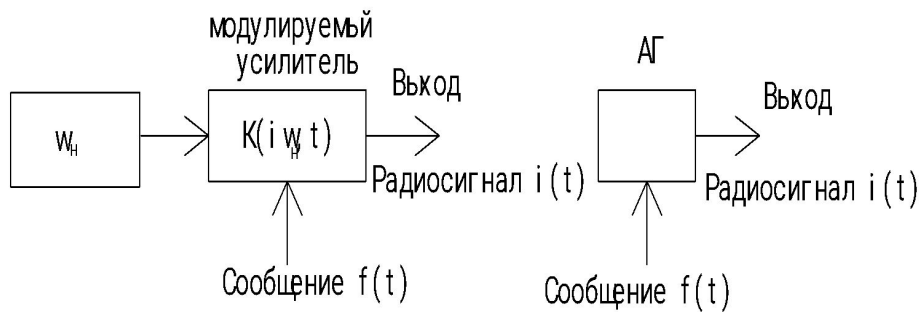 модулируемый
усилитель
wн
K(i wн, t)
Выход
Радиосигнал i(t)
Сообщение f(t)
АГ
Выход
Радиосигнал i(t)
Сообщение f(t)